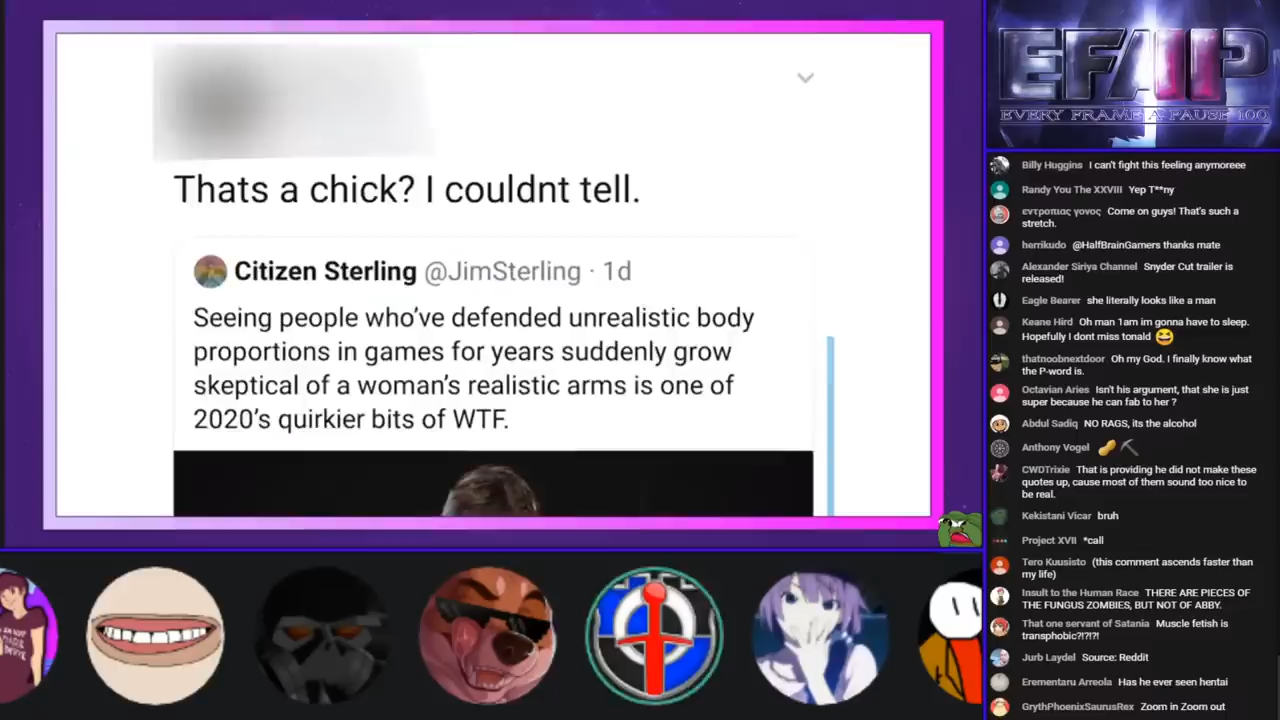 Thats a chick? I couldnt tell.
Citizen Sterling @JimSterling · 1d
Seeing people who've defended unrealistic body
proportions in games for years suddenly grow
skeptical of a woman's realistic arms is one of
2020's quirkier bits of WTF.
EFAP
EVERY FRAME A PAUSE 100
Billy Huggins I can't fight this feeling anymoreee
Randy You The XXVIII Yep T**ny
εντροπιας γονος Come on guys! That's such a
stretch.
herrikudo @HalfBrainGamers thanks mate
Alexander Siriya Channel Snyder Cut trailer is
released!
Eagle Bearer she literally looks like a man
Keane Hird Oh man 1am im gonna have to sleep.
Hopefully I dont miss tonald 😆
thatnoobnextdoor Oh my God. I finally know what
the P-word is.
Octavian Aries Isn't his argument, that she is just
super because he can fab to her ?
Abdul Sadiq NO RAGS, its the alcohol
Anthony Vogel 🥜⛏
CWDTrixie That is providing he did not make these
quotes up, cause most of them sound too nice to
be real.
Kekistani Vicar bruh
Project XVII *call
Tero Kuusisto (this comment ascends faster than
my life)
Insult to the Human Race THERE ARE PIECES OF
THE FUNGUS ZOMBIES, BUT NOT OF ABBY.
That one servant of Satania Muscle fetish is
transphobic?!?!?!
Jurb Laydel Source: Reddit
Erementaru Arreola Has he ever seen hentai
GrythPhoenixSaurusRex Zoom in Zoom out